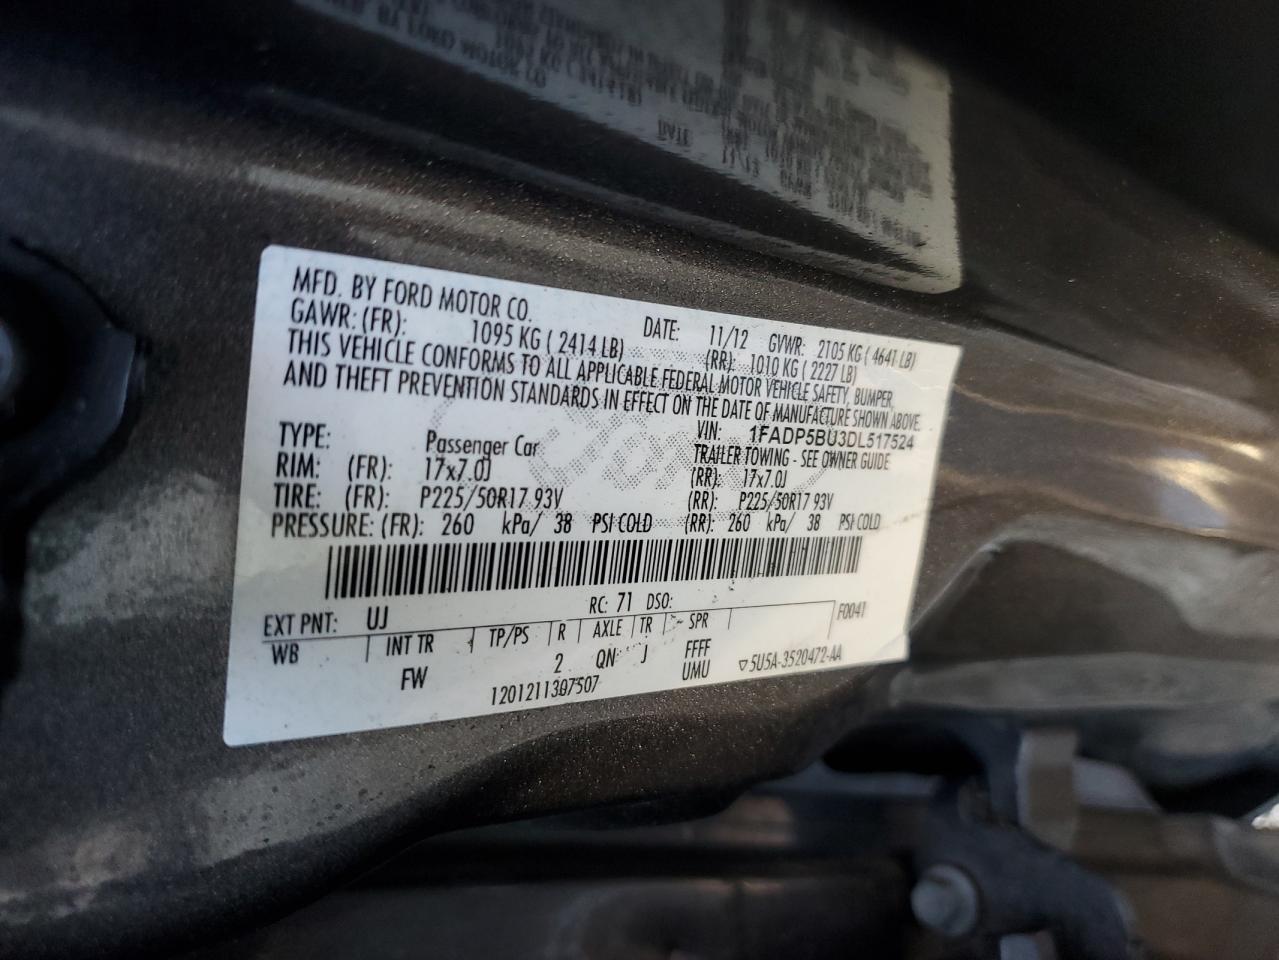 MFD. BY FORD MOTOR CO.
DATE: 11/12 GVWR: 2105 KG ( 4641 LB)
GAWR: (FR): 1095 KG ( 2414 LB) (RR): 1010 KG ( 2227 LB)
THIS VEHICLE CONFORMS TO ALL APPLICABLE FEDERAL MOTOR VEHICLE SAFETY, BUMPER,
AND THEFT PREVENTION STANDARDS IN EFFECT ON THE DATE OF MANUFACTURE SHOWN ABOVE.
VIN: 1FADP5BU3DL517524
TYPE: Passenger Car TRAILER TOWING - SEE OWNER GUIDE
RIM: (FR): 17x7.0J (RR): 17x7.0J
TIRE: (FR): P225/50R17 93V (RR): P225/50R17 93V
PRESSURE: (FR): 260 kPa/ 38 PSI COLD (RR): 260 kPa/ 38 PSI COLD
RC: 71 DSO:
EXT PNT: UJ F0041
WB INT TR TP/PS R AXLE TR SPR
FW 2 QN J FFFF
UMU 5U5A-3520472-AA
1201211307507